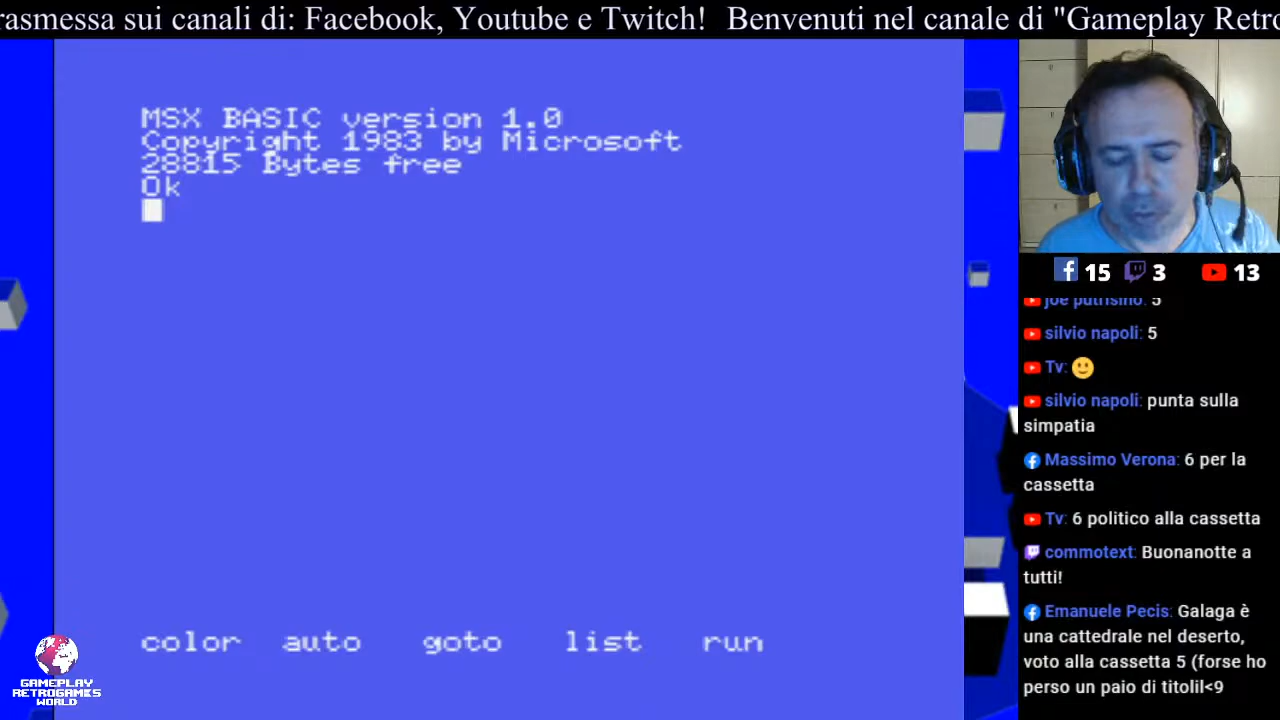 rasmessa sui canali di: Facebook, Youtube e Twitch!  Benvenuti nel canale di "Gameplay Retro
MSX BASIC version 1.0
Copyright 1983 by Microsoft
28815 Bytes free
Ok
color auto goto list run
GAMEPLAY
RETROGAMES
WORLD
15 3 13
joe putrisino: 5
silvio napoli: 5
Tv: 🙂
silvio napoli: punta sulla
simpatia
Massimo Verona: 6 per la
cassetta
Tv: 6 politico alla cassetta
commotext: Buonanotte a
tutti!
Emanuele Pecis: Galaga è
una cattedrale nel deserto,
voto alla cassetta 5 (forse ho
perso un paio di titolil<9